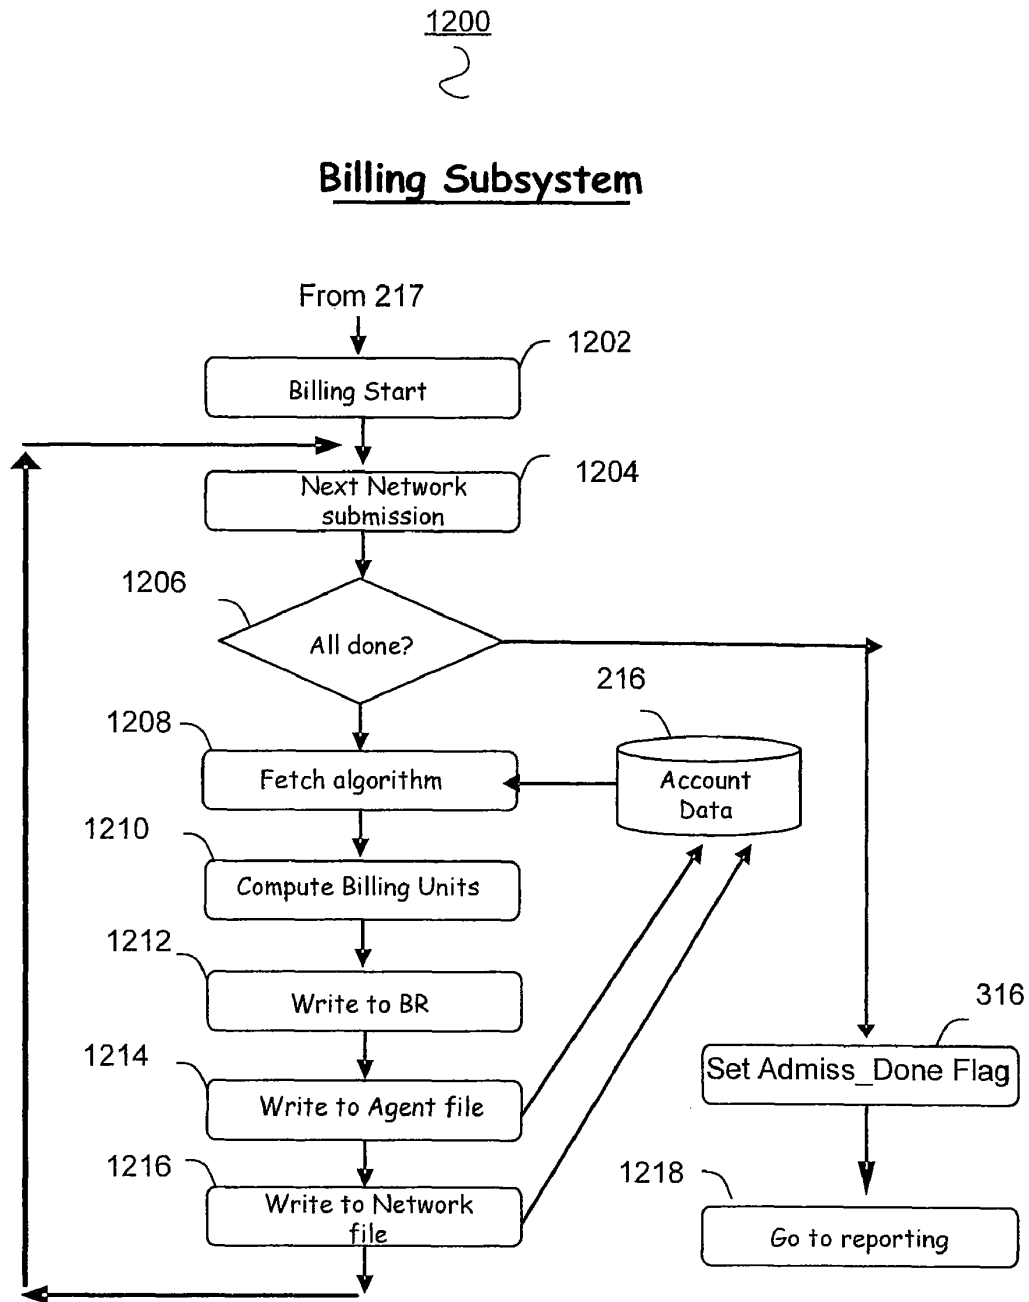 1200
Billing Subsystem
From 217
1202
Billing Start
1204
Next Network
submission
1206
All done?
216
1208
Fetch algorithm
Account
Data
1210
Compute Billing Units
1212
Write to BR
316
1214
Set Admiss_Done Flag
Write to Agent file
1216
1218
Write to Network
file
Go to reporting